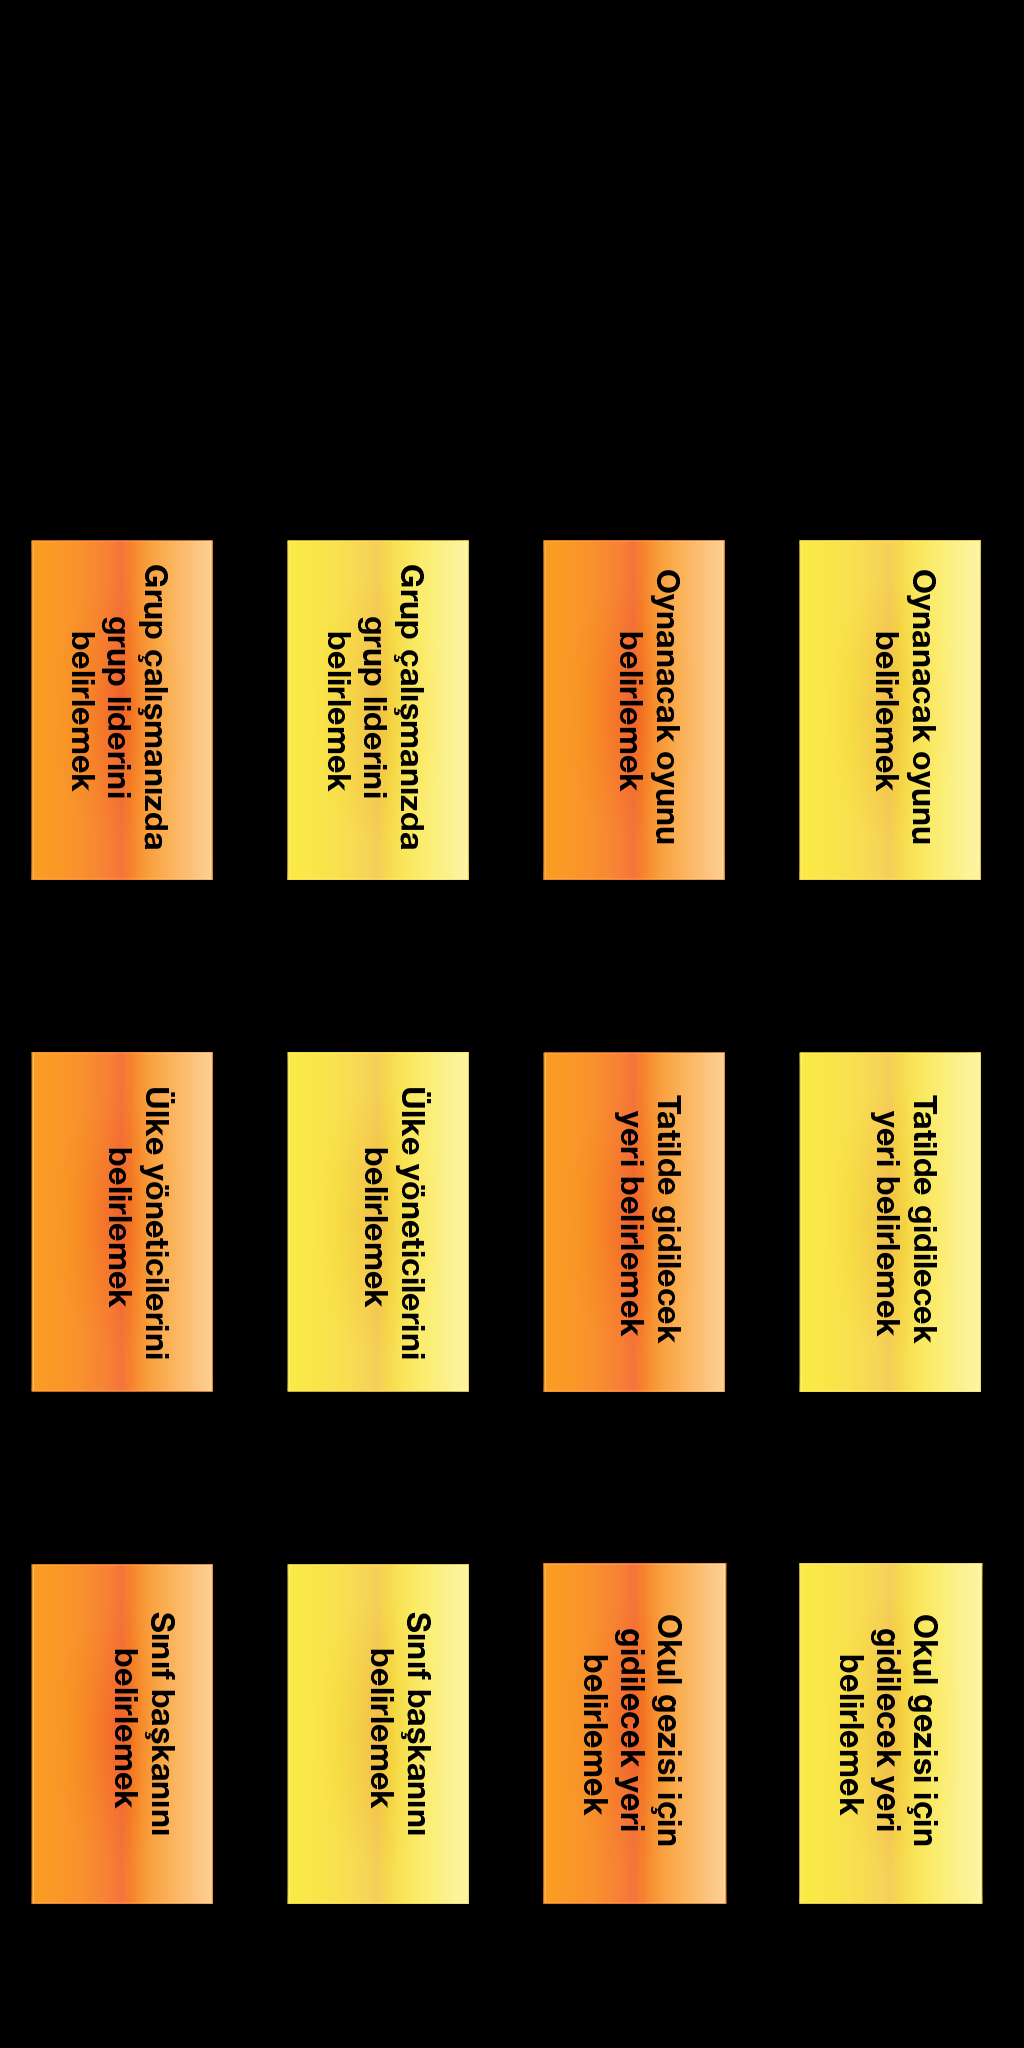 Oynanacak oyunu
belirlemek
Tatilde gidilecek
yeri belirlemek
Okul gezisi için
gidilecek yeri
belirlemek
Oynanacak oyunu
belirlemek
Tatilde gidilecek
yeri belirlemek
Okul gezisi için
gidilecek yeri
belirlemek
Grup çalışmanızda
grup liderini
belirlemek
Ülke yöneticilerini
belirlemek
Sınıf başkanını
belirlemek
Grup çalışmanızda
grup liderini
belirlemek
Ülke yöneticilerini
belirlemek
Sınıf başkanını
belirlemek